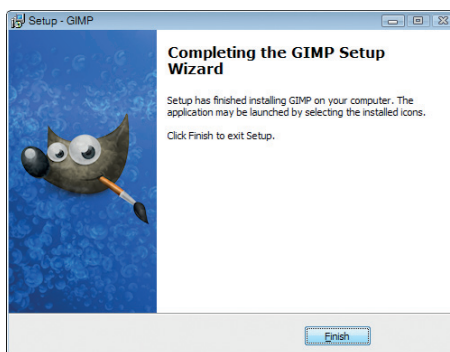 Setup - GIMP
Completing the GIMP Setup
Wizard
Setup has finished installing GIMP on your computer. The
application may be launched by selecting the installed icons.
Click Finish to exit Setup.
Finish